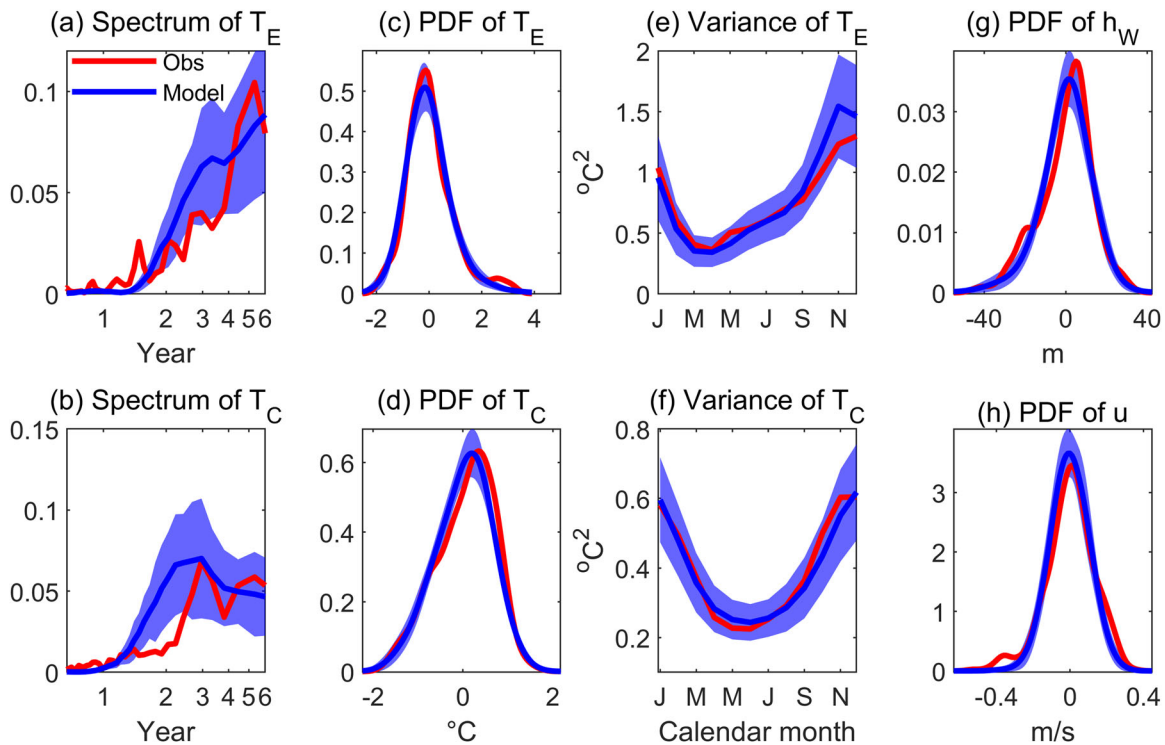 (a) Spectrum of T_E
0.1
0.05
0
Obs
Model
1 2 3 4 5 6
Year
(c) PDF of T_E
0.5
0.4
0.3
0.2
0.1
0
-2 0 2 4
(e) Variance of T_E
°C²
2
1.5
1
0.5
0
J M M J S N
(g) PDF of h_W
0.03
0.02
0.01
0
-40 0 40
m
(b) Spectrum of T_C
0.15
0.1
0.05
0
1 2 3 4 5 6
Year
(d) PDF of T_C
0.6
0.4
0.2
0
-2 0 2
°C
(f) Variance of T_C
°C²
0.8
0.6
0.4
0.2
J M M J S N
Calendar month
(h) PDF of u
3
2
1
0
-0.4 0 0.4
m/s